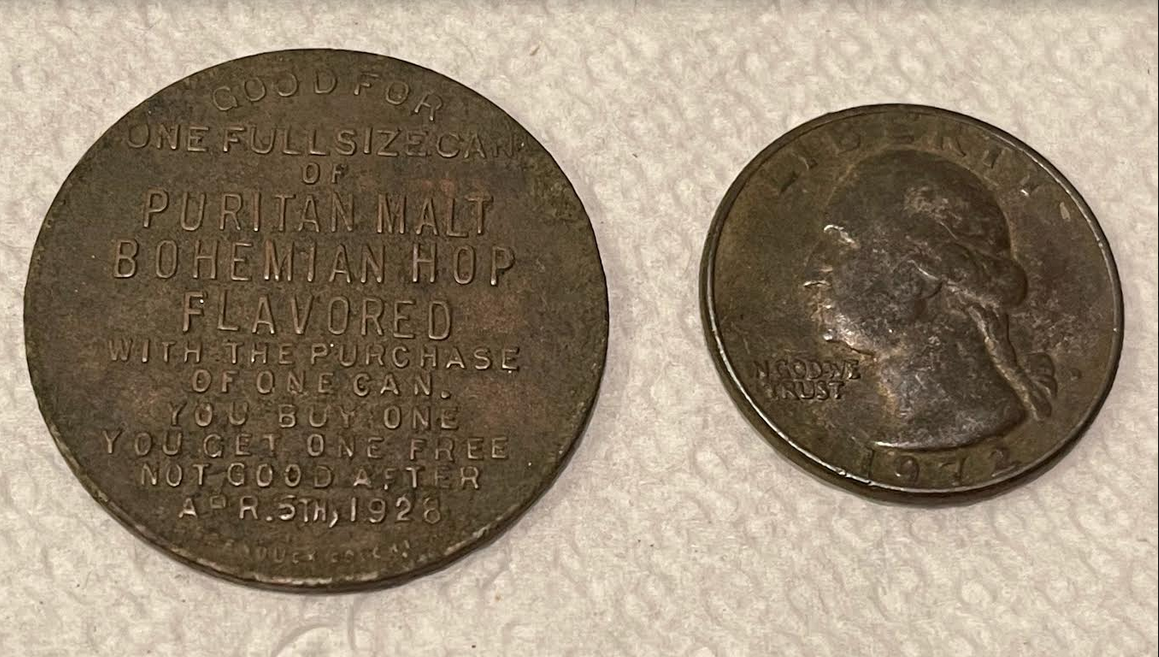 GOOD FOR
ONE FULL SIZE CAN
OF
PURITAN MALT
BOHEMIAN HOP
FLAVORED
WITH THE PURCHASE
OF ONE CAN.
YOU BUY ONE
YOU GET ONE FREE
NOT GOOD AFTER
APR. 5TH, 1928
LIBERTY
IN GOD WE
TRUST
1972